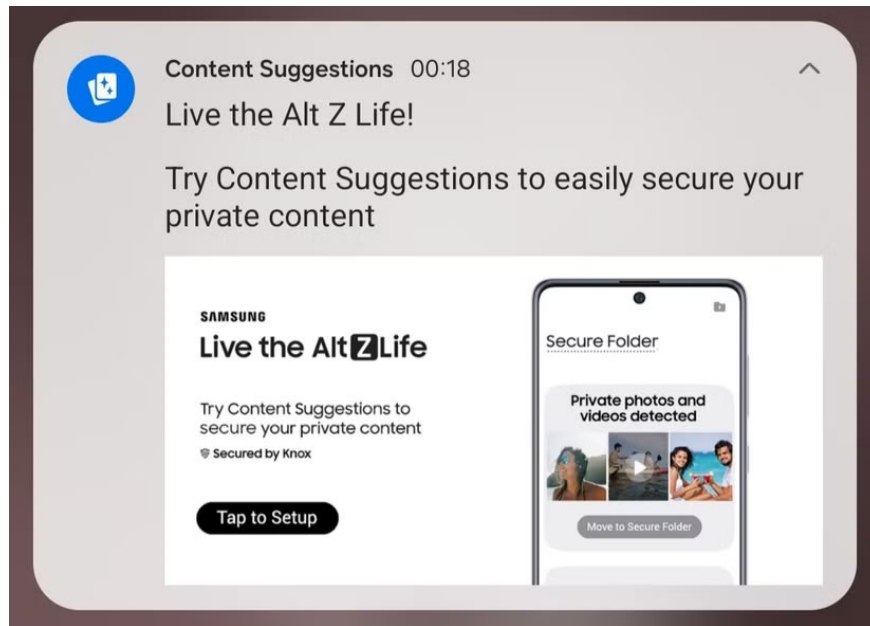 Content Suggestions 00:18
Live the Alt Z Life!
Try Content Suggestions to easily secure your
private content
SAMSUNG
Live the Alt Z Life
Try Content Suggestions to
secure your private content
Secured by Knox
Tap to Setup
Secure Folder
Private photos and
videos detected
Move to Secure Folder